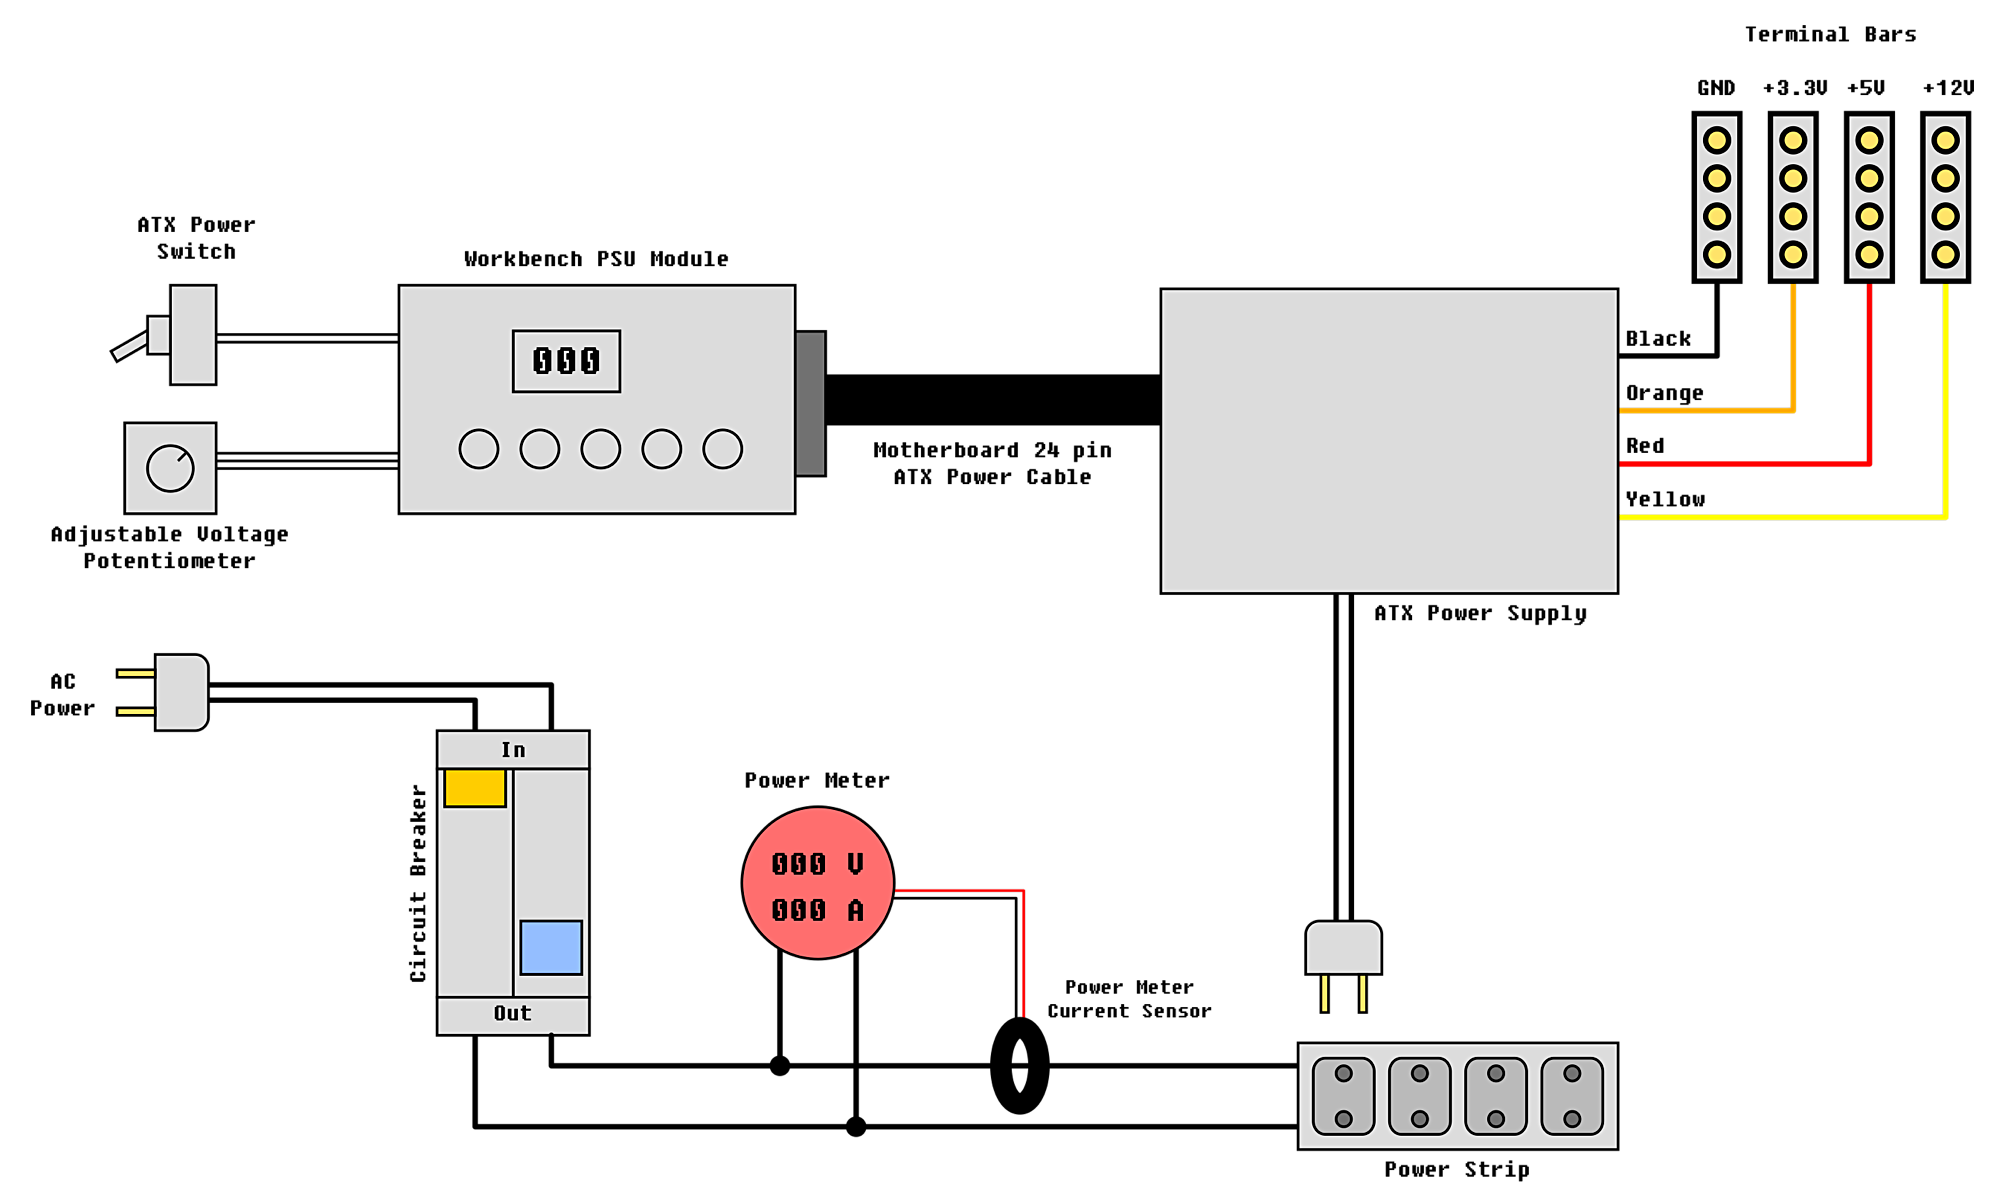 Terminal Bars
GND +3.3V +5V +12V
ATX Power
Switch
Workbench PSU Module
000
Black
Orange
Red
Yellow
Motherboard 24 pin
ATX Power Cable
Adjustable Voltage
Potentiometer
ATX Power Supply
AC
Power
In
Circuit Breaker
Out
Power Meter
000 V
000 A
Power Meter
Current Sensor
Power Strip